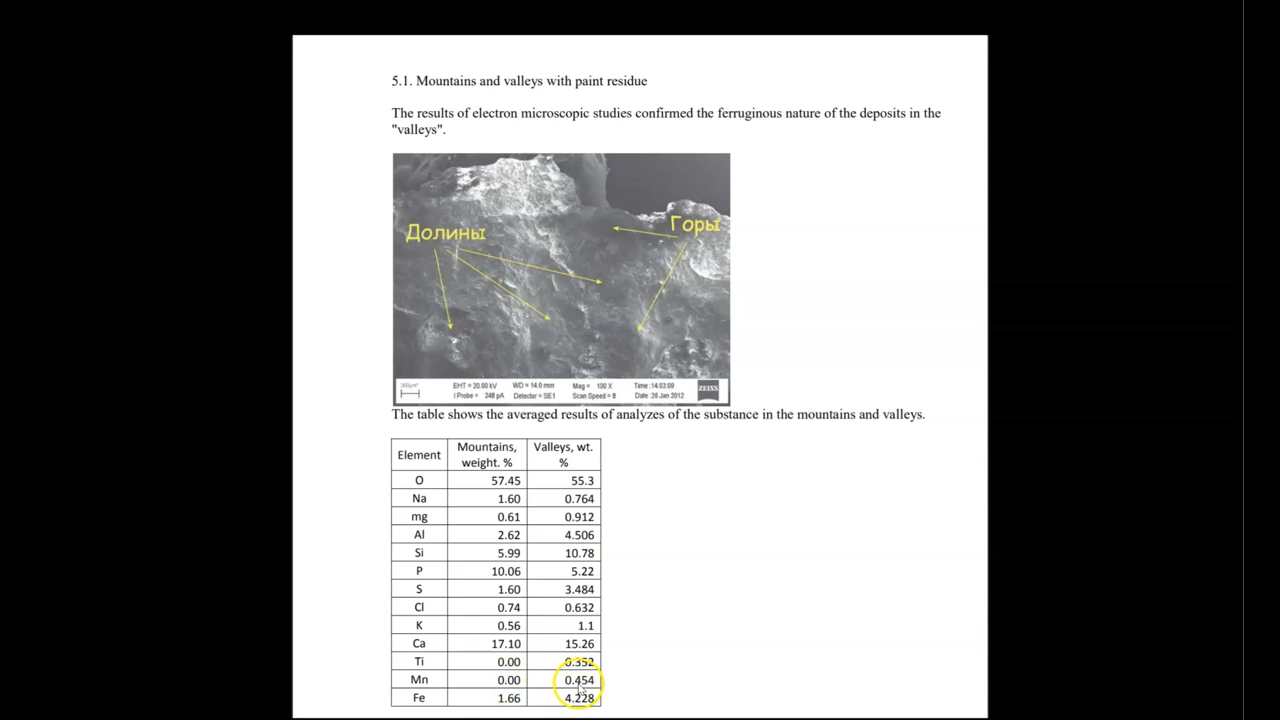 5.1. Mountains and valleys with paint residue
The results of electron microscopic studies confirmed the ferruginous nature of the deposits in the
"valleys".
Долины
Горы
200µm*
EHT = 20.00 kV WD = 14.0 mm Mag = 100 X Time :14:03:09
I Probe = 248 pA Detector = SE1 Scan Speed = 8 Date :26 Jan 2012
ZEISS
The table shows the averaged results of analyzes of the substance in the mountains and valleys.
Element Mountains, weight. % Valleys, wt. %
O 57.45 55.3
Na 1.60 0.764
mg 0.61 0.912
Al 2.62 4.506
Si 5.99 10.78
P 10.06 5.22
S 1.60 3.484
Cl 0.74 0.632
K 0.56 1.1
Ca 17.10 15.26
Ti 0.00 0.352
Mn 0.00 0.454
Fe 1.66 4.228